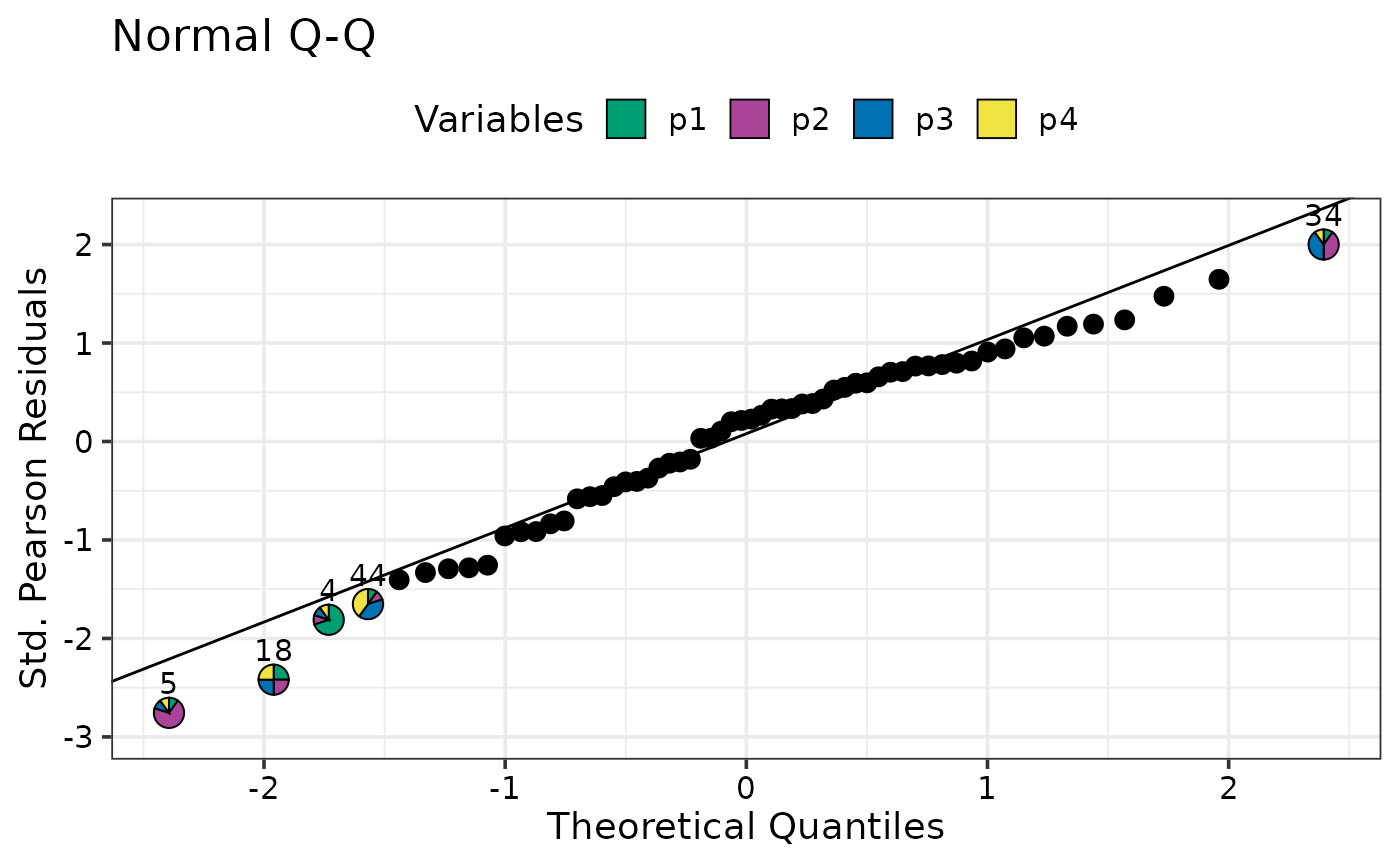 Normal Q-Q
Variables p1 p2 p3 p4
Std. Pearson Residuals
2
1
0
-1
-2
-3
34
44
4
18
5
-2 -1 0 1 2
Theoretical Quantiles